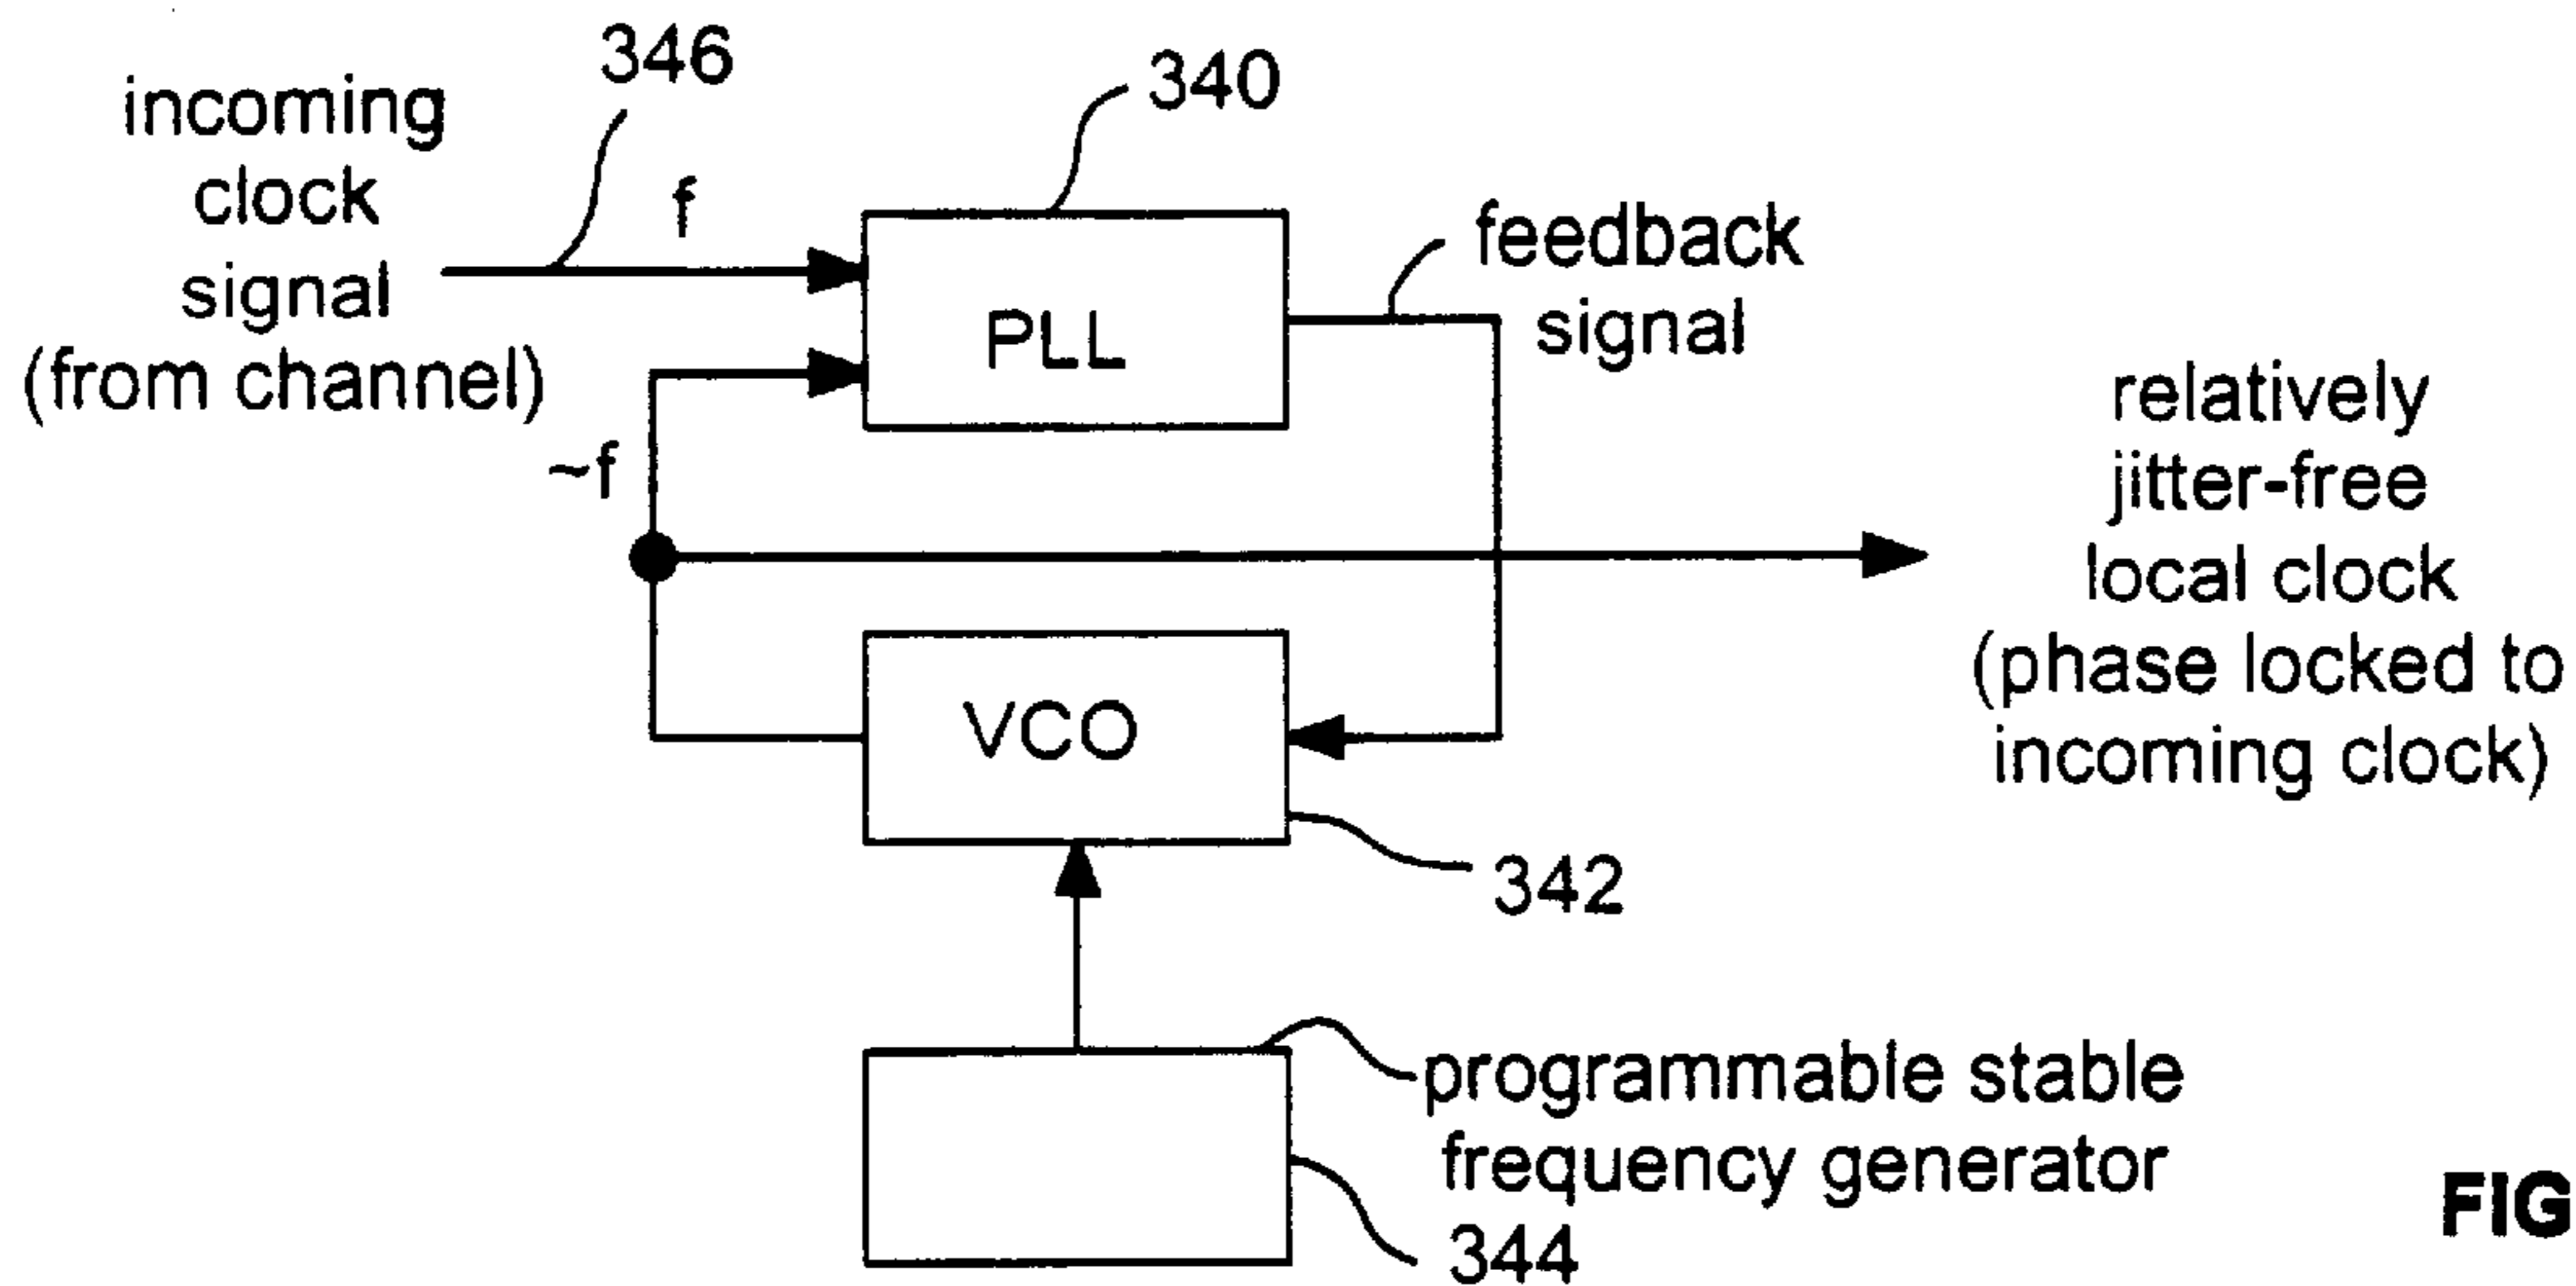 346
340
incoming
clock
signal
(from channel)
f
PLL
feedback
signal
~f
relatively
jitter-free
local clock
(phase locked to
incoming clock)
VCO
342
programmable stable
frequency generator
344
FIG